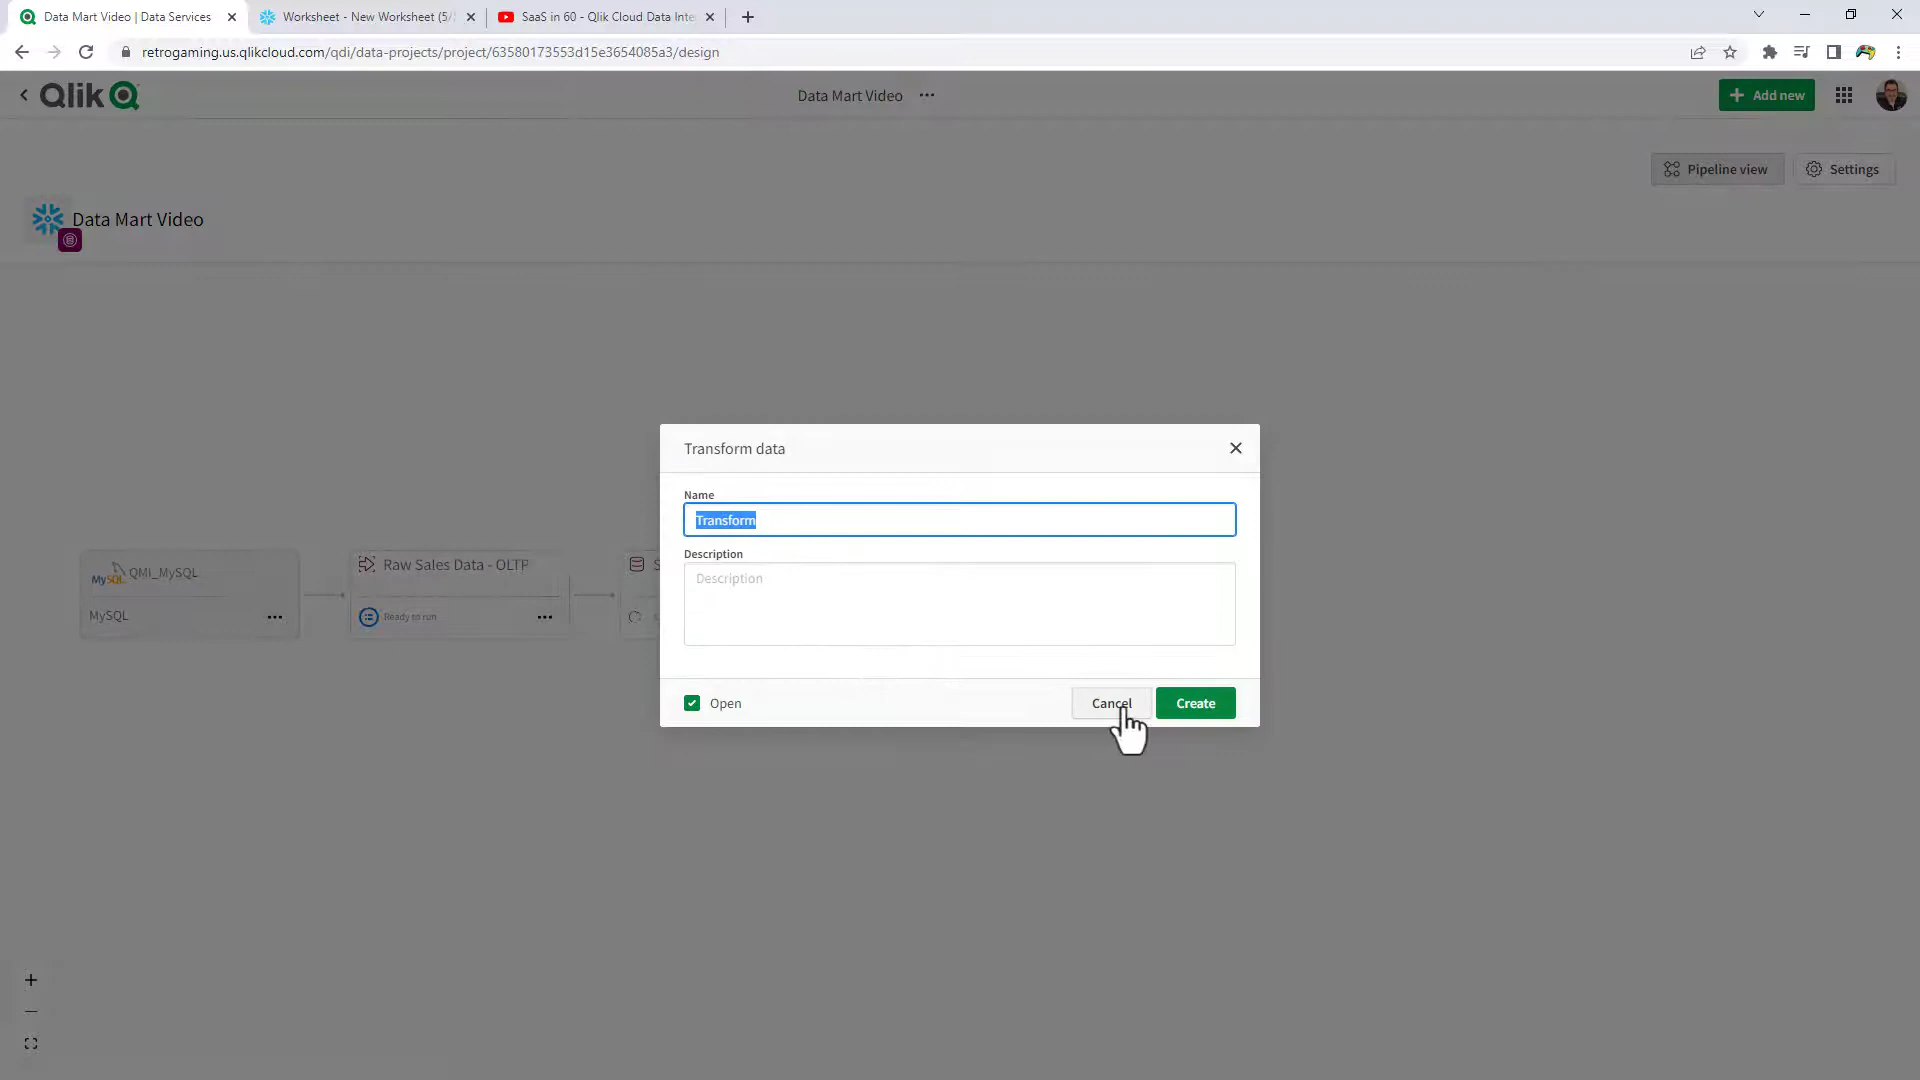 Data Mart Video | Data Services
Worksheet - New Worksheet (5/
SaaS in 60 - Qlik Cloud Data Inte
retrogaming.us.qlikcloud.com/qdi/data-projects/project/63580173553d15e3654085a3/design
Qlik
Data Mart Video
Add new
Pipeline view
Settings
Data Mart Video
Transform data
Name
Transform
Description
Description
Open
Cancel
Create
MySQL
QMI_MySQL
MySQL
Raw Sales Data - OLTP
Ready to run
S